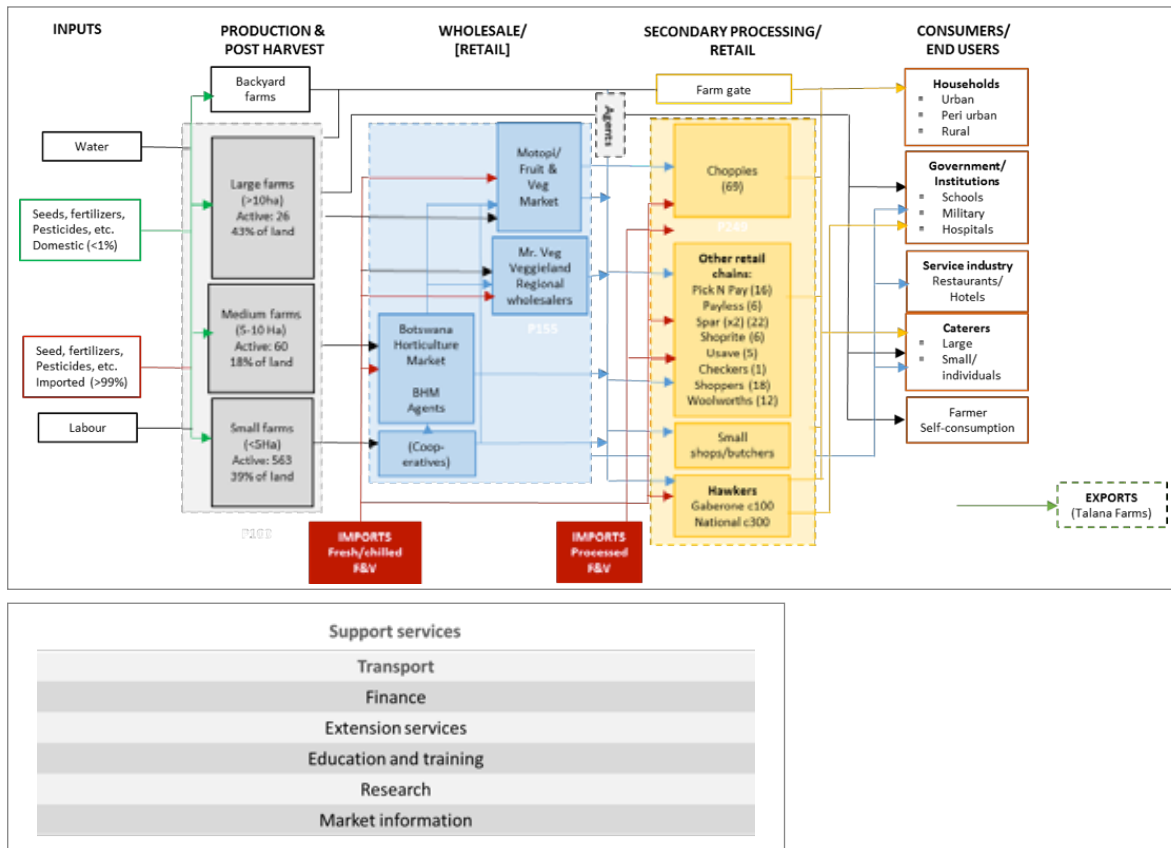 INPUTS
PRODUCTION &
POST HARVEST
WHOLESALE/
[RETAIL]
SECONDARY PROCESSING/
RETAIL
CONSUMERS/
END USERS
Water
Seeds, fertilizers,
Pesticides, etc.
Domestic (<1%)
Seed, fertilizers,
Pesticides, etc.
Imported (>99%)
Labour
Backyard
farms
Large farms
(>10ha)
Active: 26
43% of land
Medium farms
(5-10 Ha)
Active: 60
18% of land
Small farms
(<5Ha)
Active: 563
39% of land
Motopi/
Fruit &
Veg
Market
Mr. Veg
Veggieland
Regional
wholesalers
P155
Botswana
Horticulture
Market
BHM
Agents
(Coop-
eratives)
IMPORTS
Fresh/chilled
F&V
Agents
IMPORTS
Processed
F&V
Farm gate
Choppies
(69)
P249
Other retail
chains:
Pick N Pay (16)
Payless (6)
Spar (x2) (22)
Shoprite (6)
Usave (5)
Checkers (1)
Shoppers (18)
Woolworths (12)
Small
shops/butchers
Hawkers
Gaberone c100
National c300
Households
▪ Urban
▪ Peri urban
▪ Rural
Government/
Institutions
▪ Schools
▪ Military
▪ Hospitals
Service industry
Restaurants/
Hotels
Caterers
▪ Large
▪ Small/
individuals
Farmer
Self-consumption
EXPORTS
(Talana Farms)
Support services
Transport
Finance
Extension services
Education and training
Research
Market information